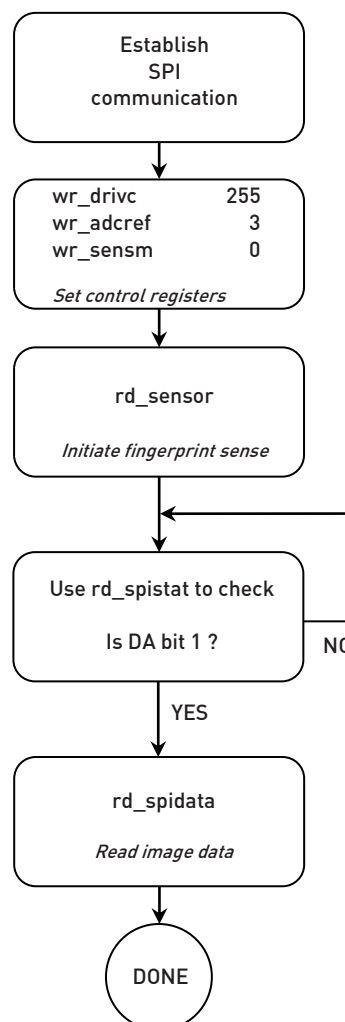 Establish
SPI
communication
wr_drivc 255
wr_adcref 3
wr_sensm 0
Set control registers
rd_sensor
Initiate fingerprint sense
Use rd_spistat to check
Is DA bit 1 ?
NO
YES
rd_spidata
Read image data
DONE